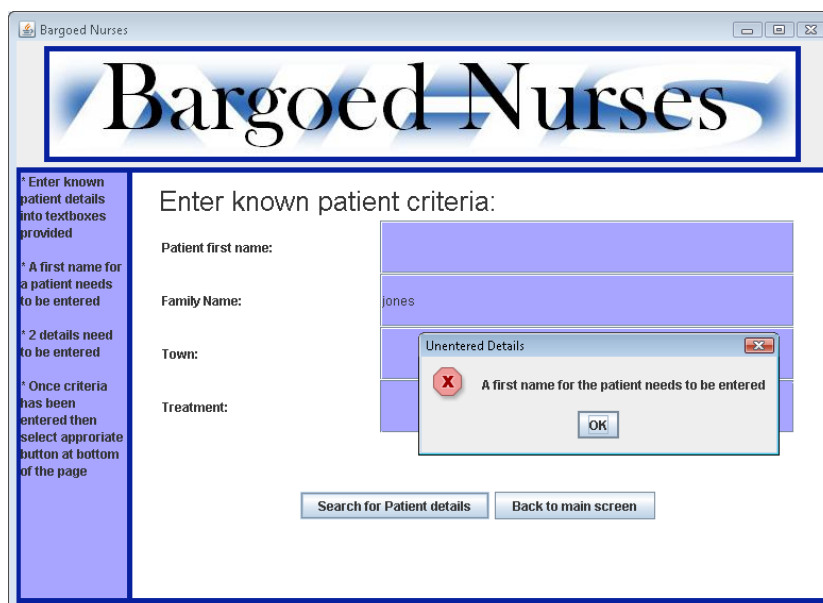 Bargoed Nurses
Bargoed Nurses
* Enter known
patient details
into textboxes
provided
* A first name for
a patient needs
to be entered
* 2 details need
to be entered
* Once criteria
has been
entered then
select approriate
button at bottom
of the page
Enter known patient criteria:
Patient first name:
Family Name:
jones
Town:
Treatment:
Unentered Details
A first name for the patient needs to be entered
OK
Search for Patient details
Back to main screen